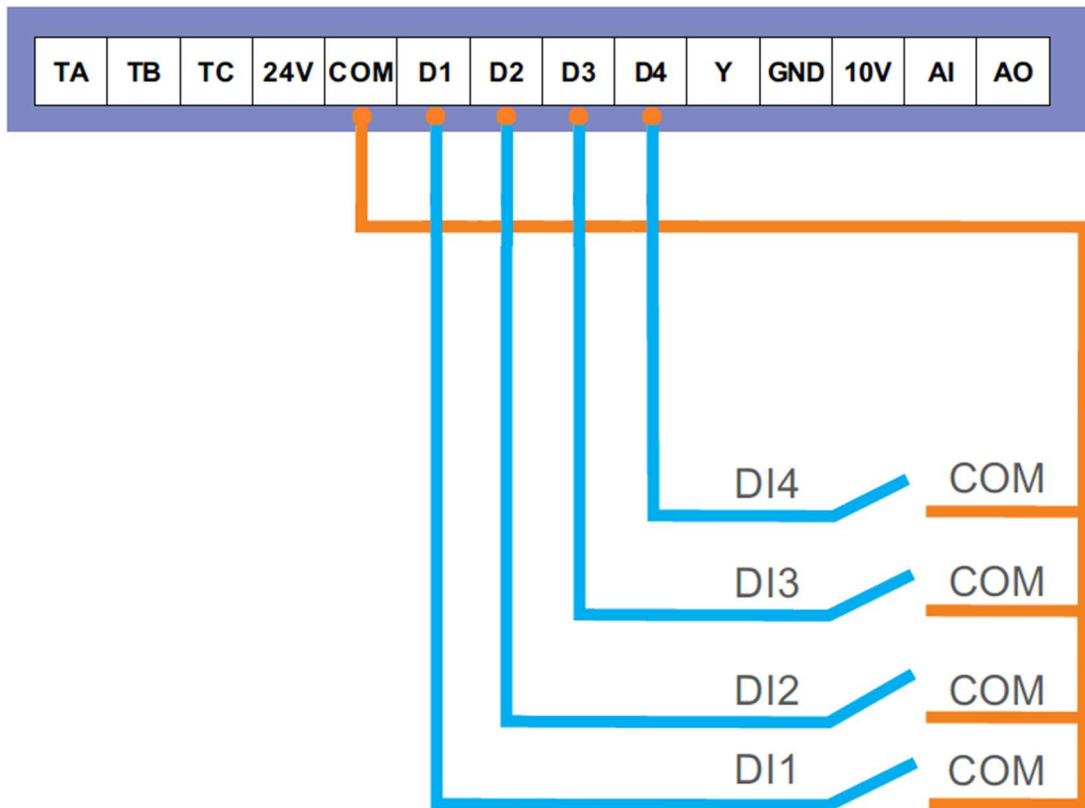 TA TB TC 24V COM D1 D2 D3 D4 Y GND 10V AI AO
DI4 COM
DI3 COM
DI2 COM
DI1 COM